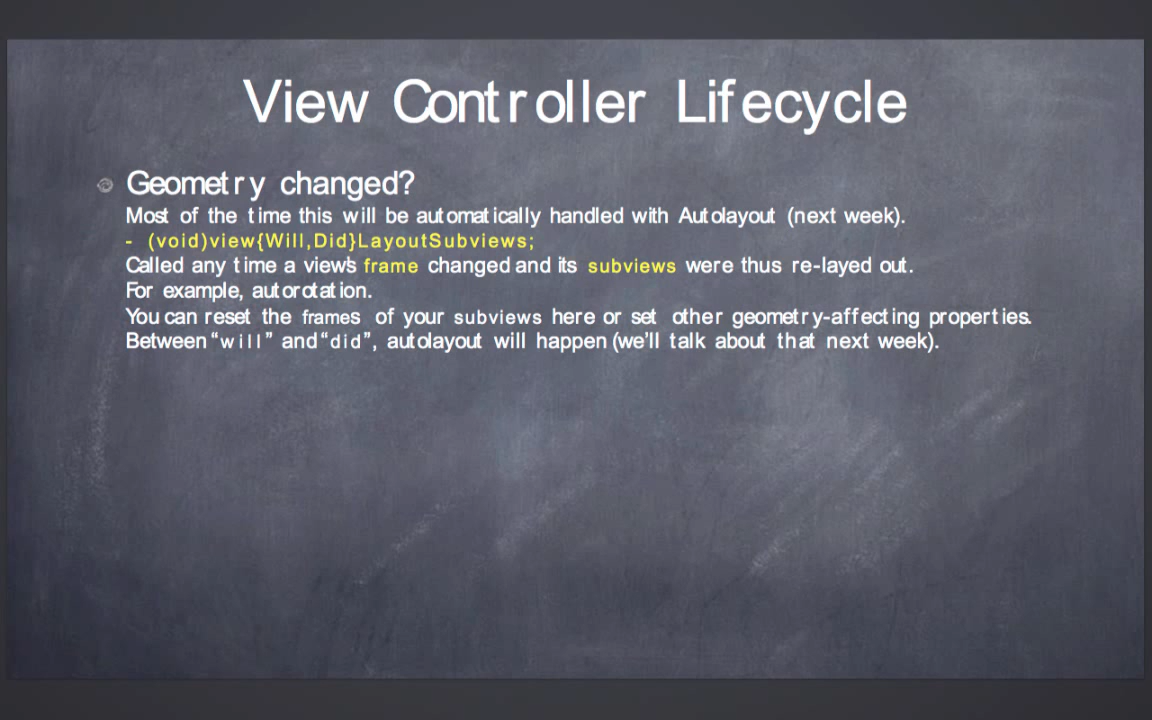 View Controller Lifecycle
Geometry changed?
Most of the time this will be automatically handled with Autolayout (next week).
- (void)view{Will,Did}LayoutSubviews;
Called any time a view's frame changed and its subviews were thus re-layed out.
For example, autorotation.
You can reset the frames of your subviews here or set other geometry-affecting properties.
Between “will” and “did”, autolayout will happen (we'll talk about that next week).